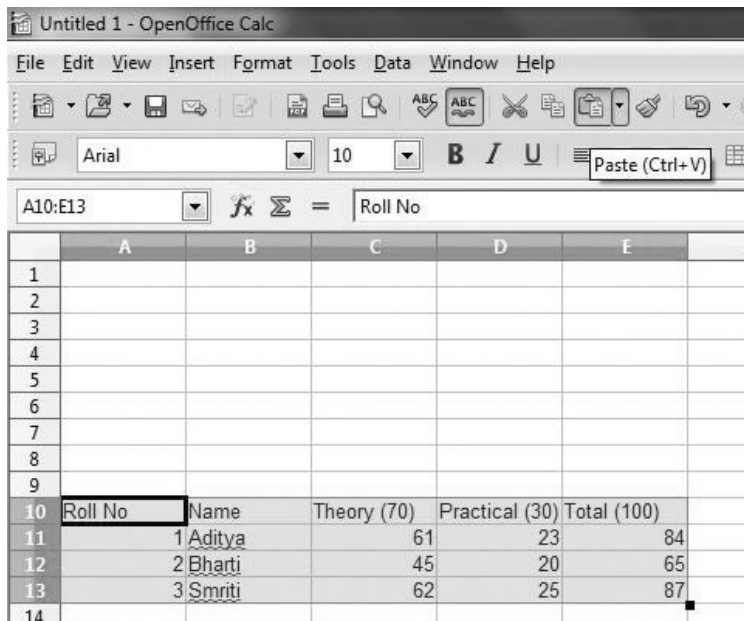 Untitled 1 - OpenOffice Calc
File Edit View Insert Format Tools Data Window Help
ABC ABC
Arial 10 B I U
Paste (Ctrl+V)
A10:E13 fx Σ = Roll No
A B C D E
1
2
3
4
5
6
7
8
9
10 Roll No Name Theory (70) Practical (30) Total (100)
11 1 Aditya 61 23 84
12 2 Bharti 45 20 65
13 3 Smriti 62 25 87
14